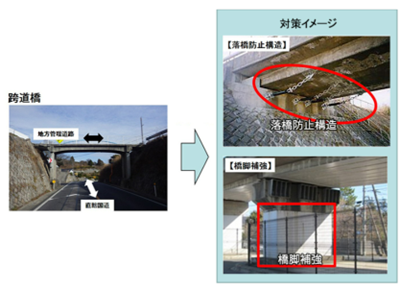 跨道橋
地方管理道路
直轄国道
対策イメージ
【落橋防止構造】
落橋防止構造
【橋脚補強】
橋脚補強